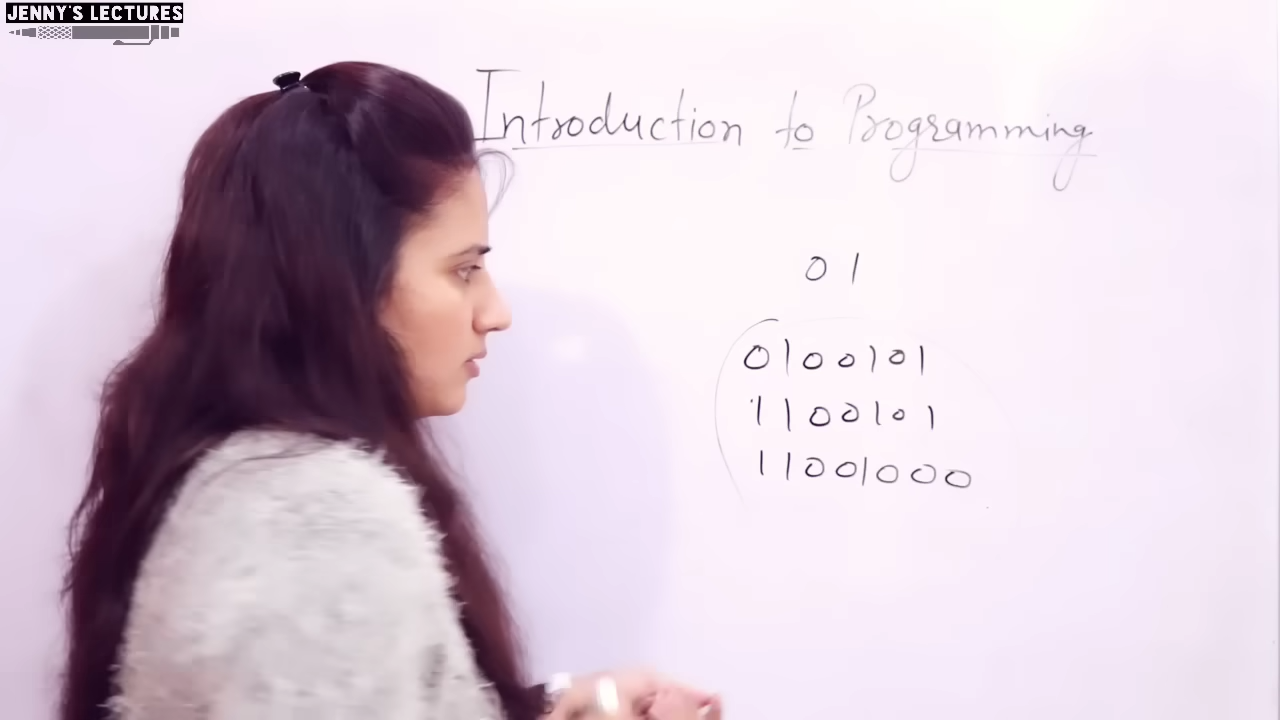 JENNY'S LECTURES
Introduction to Programming
0 1
0100101
1100101
11001000